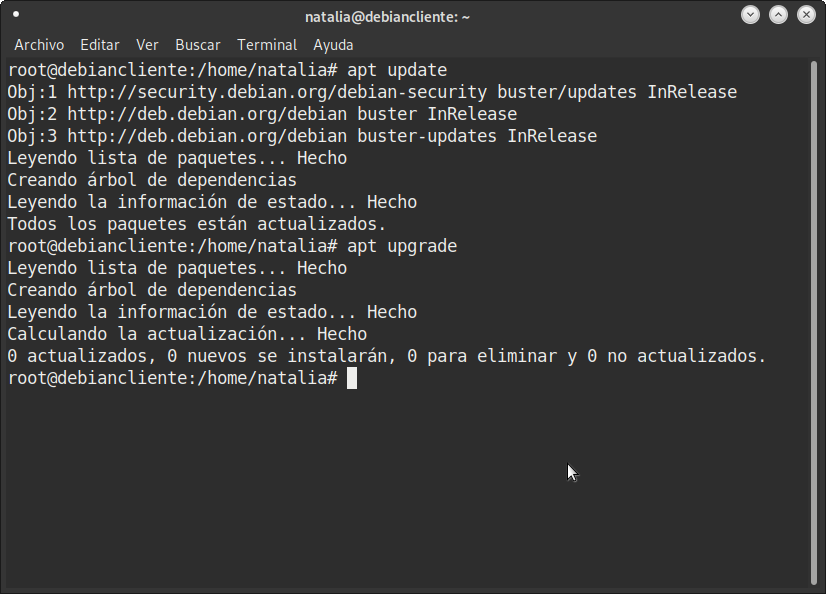 natalia@debiancliente: ~
Archivo Editar Ver Buscar Terminal Ayuda
root@debiancliente:/home/natalia# apt update
Obj:1 http://security.debian.org/debian-security buster/updates InRelease
Obj:2 http://deb.debian.org/debian buster InRelease
Obj:3 http://deb.debian.org/debian buster-updates InRelease
Leyendo lista de paquetes... Hecho
Creando árbol de dependencias
Leyendo la información de estado... Hecho
Todos los paquetes están actualizados.
root@debiancliente:/home/natalia# apt upgrade
Leyendo lista de paquetes... Hecho
Creando árbol de dependencias
Leyendo la información de estado... Hecho
Calculando la actualización... Hecho
0 actualizados, 0 nuevos se instalarán, 0 para eliminar y 0 no actualizados.
root@debiancliente:/home/natalia#